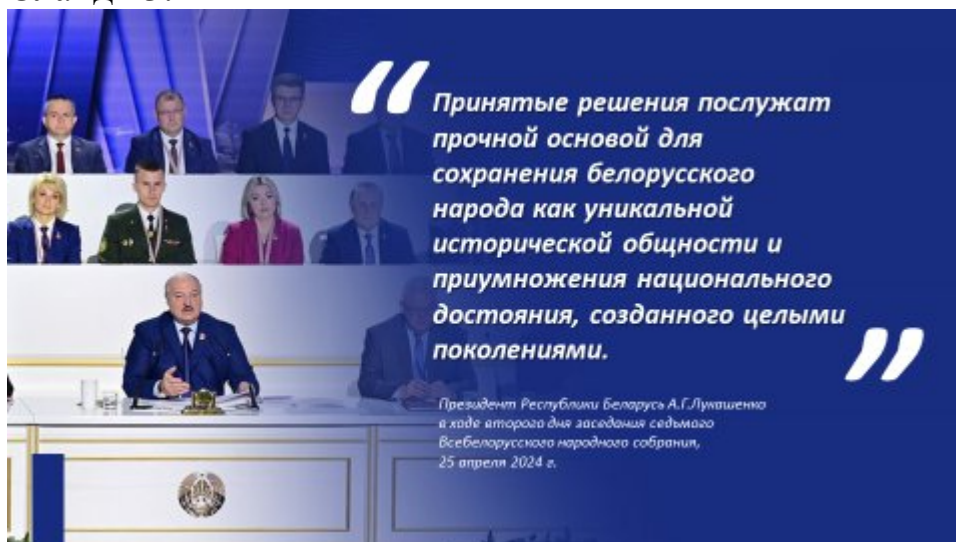 “
Принятые решения послужат
прочной основой для
сохранения белорусского
народа как уникальной
исторической общности и
приумножения национального
достояния, созданного целыми
поколениями.
”
Президент Республики Беларусь А.Г.Лукашенко
в ходе второго дня заседания седьмого
Всебелорусского народного собрания,
25 апреля 2024 г.